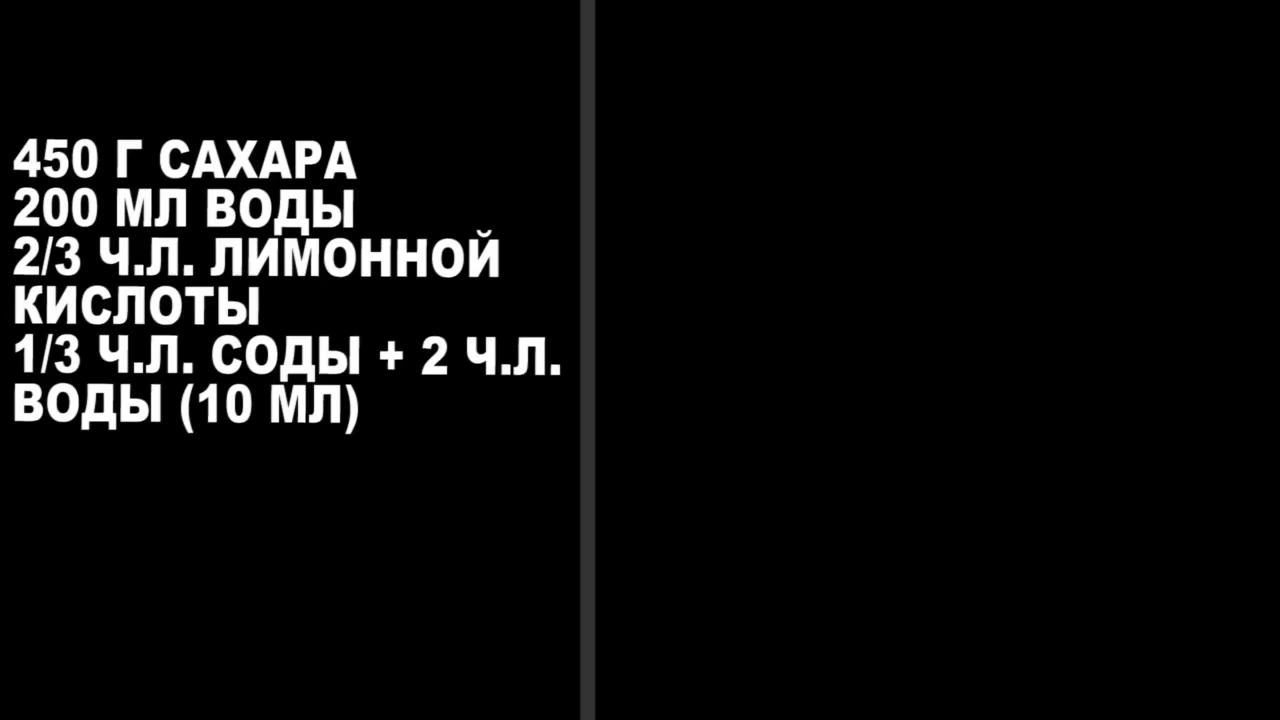 450 Г САХАРА
200 МЛ ВОДЫ
2/3 Ч.Л. ЛИМОННОЙ
КИСЛОТЫ
1/3 Ч.Л. СОДЫ + 2 Ч.Л.
ВОДЫ (10 МЛ)